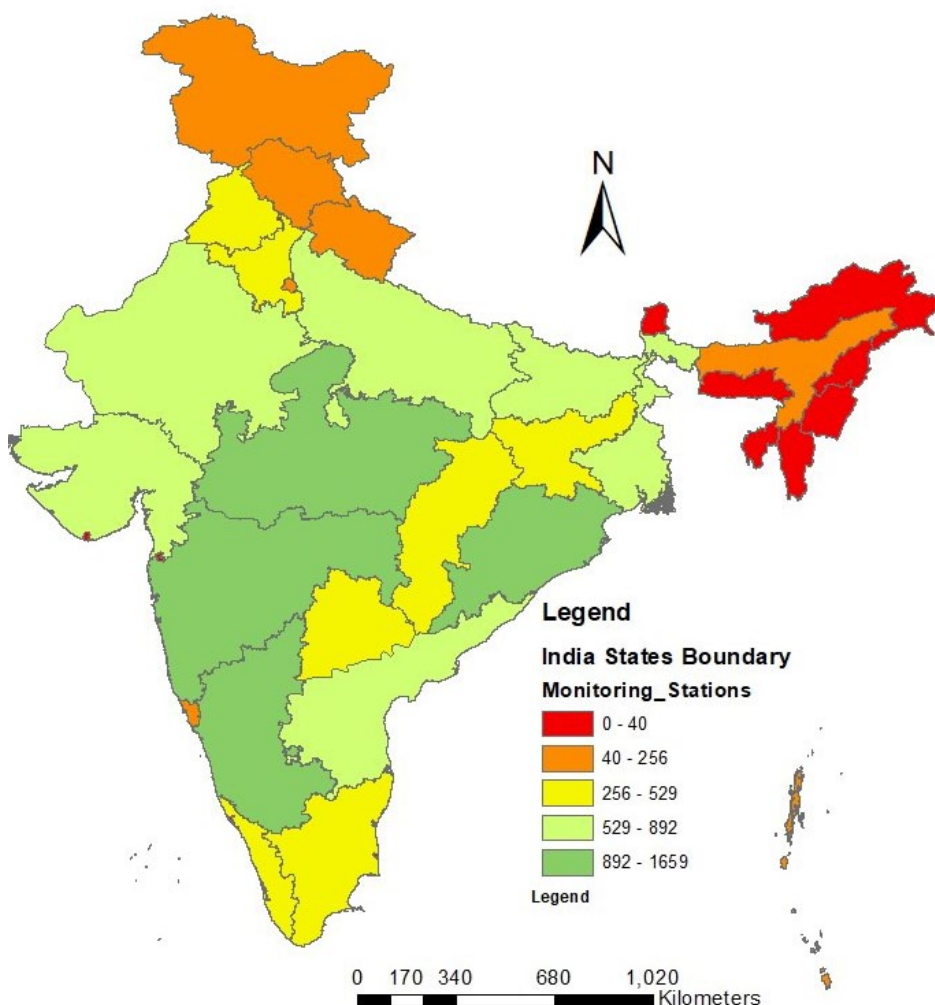 N
Legend
India States Boundary
Monitoring_Stations
0 - 40
40 - 256
256 - 529
529 - 892
892 - 1659
Legend
0 170 340 680 1,020
Kilometers